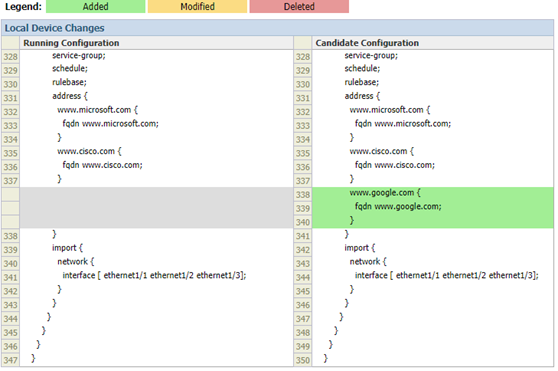 Legend: Added Modified Deleted
Local Device Changes
Running Configuration Candidate Configuration
328 service-group; 328 service-group;
329 schedule; 329 schedule;
330 rulebase; 330 rulebase;
331 address { 331 address {
332 www.microsoft.com { 332 www.microsoft.com {
333 fqdn www.microsoft.com; 333 fqdn www.microsoft.com;
334 } 334 }
335 www.cisco.com { 335 www.cisco.com {
336 fqdn www.cisco.com; 336 fqdn www.cisco.com;
337 } 337 }
338 www.google.com {
339 fqdn www.google.com;
340 }
338 } 341 }
339 import { 342 import {
340 network { 343 network {
341 interface [ ethernet1/1 ethernet1/2 ethernet1/3]; 344 interface [ ethernet1/1 ethernet1/2 ethernet1/3];
342 } 345 }
343 } 346 }
344 } 347 }
345 } 348 }
346 } 349 }
347 } 350 }